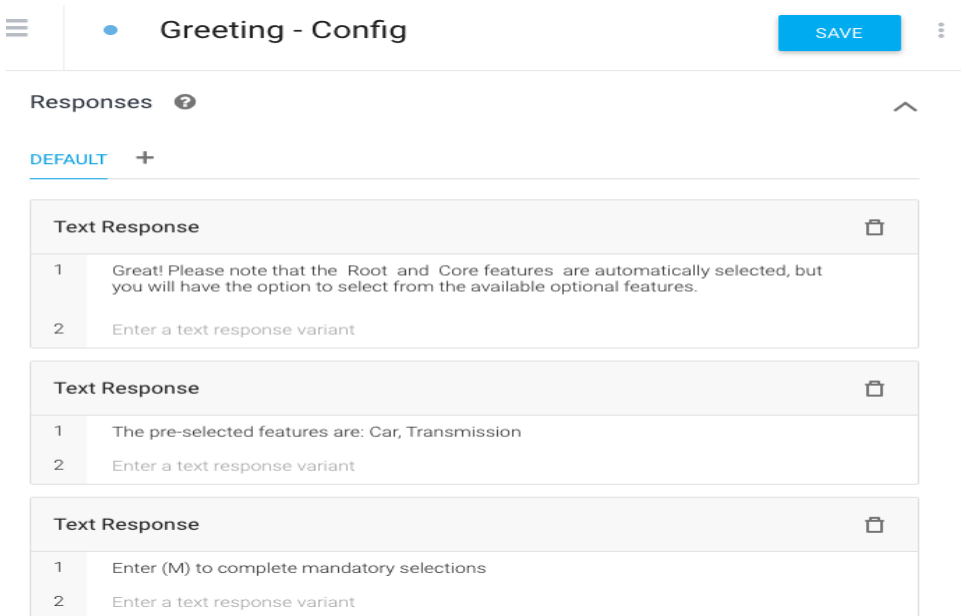 Greeting - Config
SAVE
Responses ?
DEFAULT +
Text Response
1 Great! Please note that the Root and Core features are automatically selected, but
you will have the option to select from the available optional features.
2 Enter a text response variant
Text Response
1 The pre-selected features are: Car, Transmission
2 Enter a text response variant
Text Response
1 Enter (M) to complete mandatory selections
2 Enter a text response variant